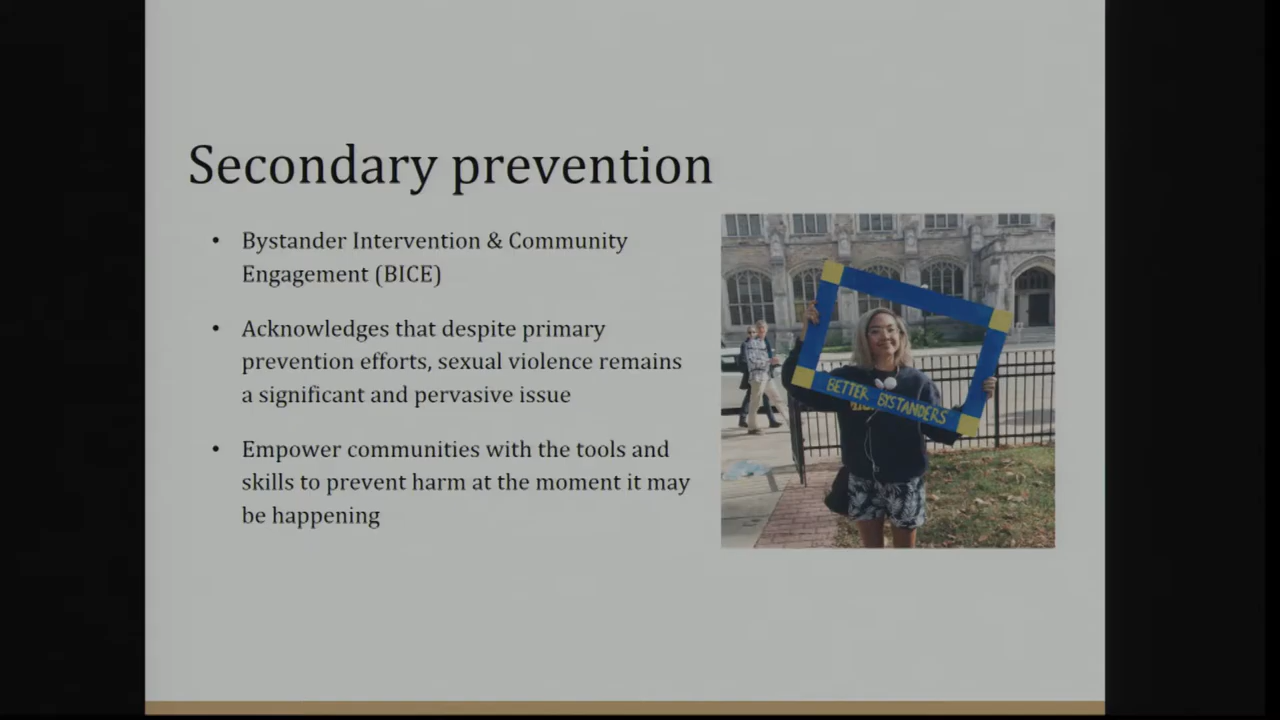 Secondary prevention
• Bystander Intervention & Community
Engagement (BICE)
• Acknowledges that despite primary
prevention efforts, sexual violence remains
a significant and pervasive issue
• Empower communities with the tools and
skills to prevent harm at the moment it may
be happening
BETTER BYSTANDERS